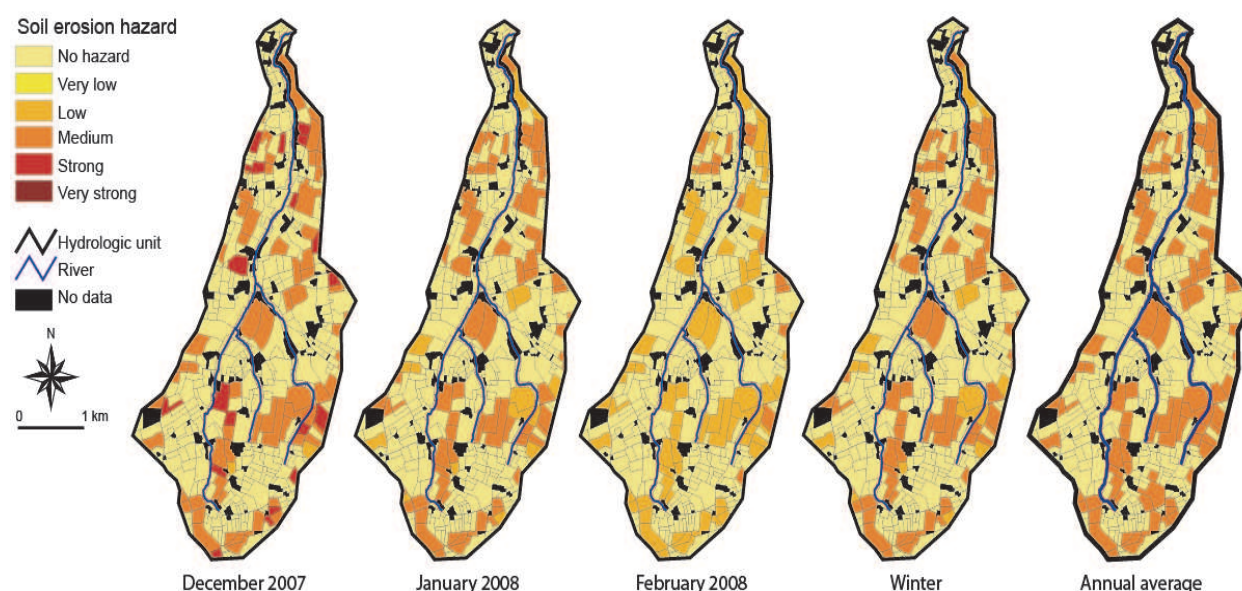 Soil erosion hazard
No hazard
Very low
Low
Medium
Strong
Very strong
Hydrologic unit
River
No data
N
0 1 km
December 2007 January 2008 February 2008 Winter Annual average